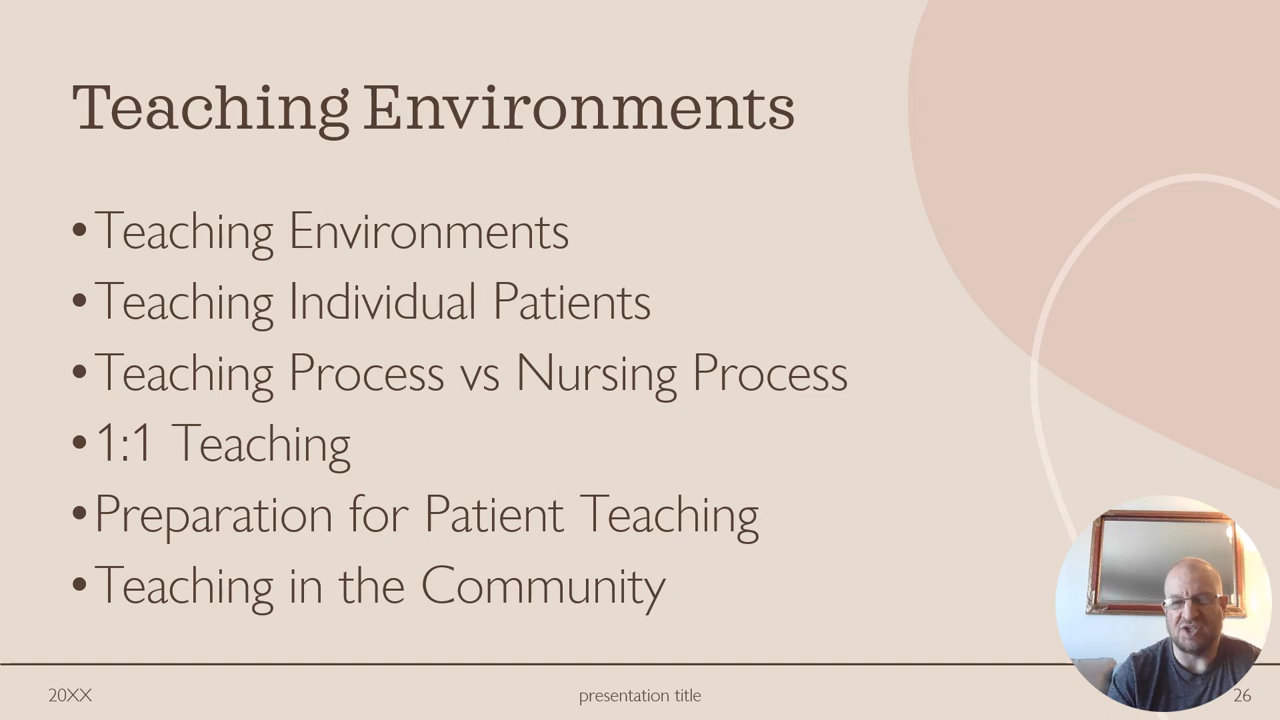 Teaching Environments
• Teaching Environments
• Teaching Individual Patients
• Teaching Process vs Nursing Process
• 1:1 Teaching
• Preparation for Patient Teaching
• Teaching in the Community
20XX
presentation title
26